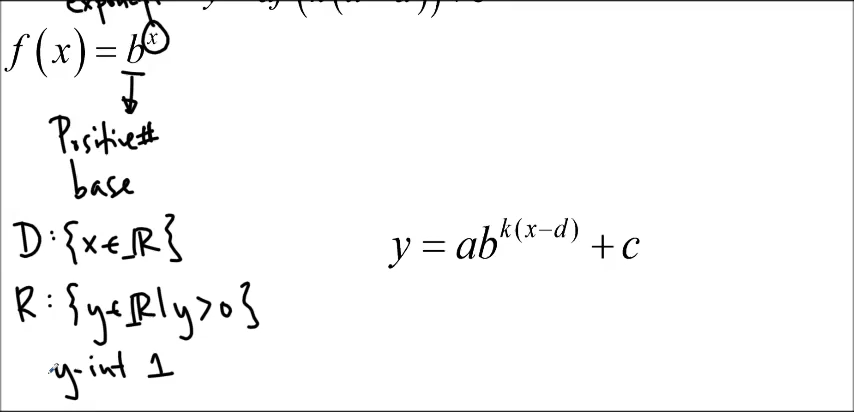 f(x) = b^x
Positive#
base
D: {x ∈ ℝ}
R: {y ∈ ℝ | y > 0}
y-int 1
y = ab^{k(x−d)} + c